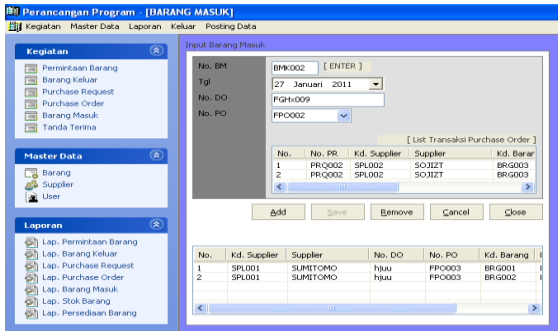 Perancangan Program - [BARANG MASUK]
Kegiatan Master Data Laporan Keluar Posting Data
Kegiatan
Permintaan Barang
Barang Keluar
Purchase Request
Purchase Order
Barang Masuk
Tanda Terima
Master Data
Barang
Supplier
User
Laporan
Lap. Permintaan Barang
Lap. Barang Keluar
Lap. Purchase Request
Lap. Purchase Order
Lap. Barang Masuk
Lap. Stok Barang
Lap. Persediaan Barang
Input Barang Masuk
No. BM BMK002 [ ENTER ]
Tgl 27 Januari 2011
No. DO FGHx009
No. PO FPO002
[ List Transaksi Purchase Order ]
No. No. PR Kd. Supplier Supplier Kd. Barar
1 PRQ002 SPL002 SOJIZT BRG003
2 PRQ002 SPL002 SOJIZT BRG003
Add Save Remove Cancel Close
No. Kd. Supplier Supplier No. DO No. PO Kd. Barang
1 SPL001 SUMITOMO hjuu FPO003 BRG001
2 SPL001 SUMITOMO hjuu FPO003 BRG002